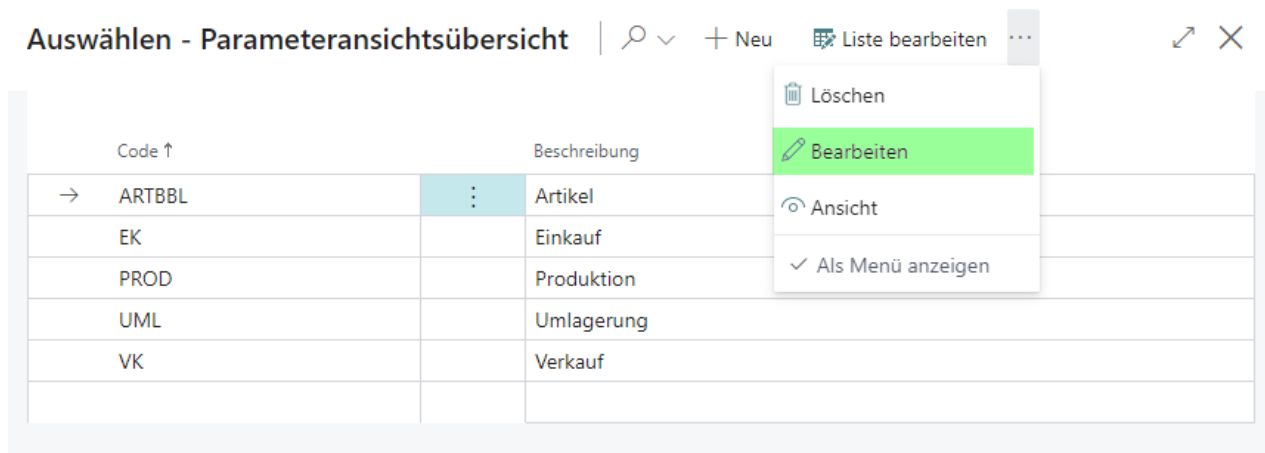 Auswählen - Parameteransichtsübersicht Neu Liste bearbeiten ...
Löschen
Code ↑ Beschreibung Bearbeiten
→ ARTBBL ⋮ Artikel
Ansicht
EK Einkauf
Als Menü anzeigen
PROD Produktion
UML Umlagerung
VK Verkauf